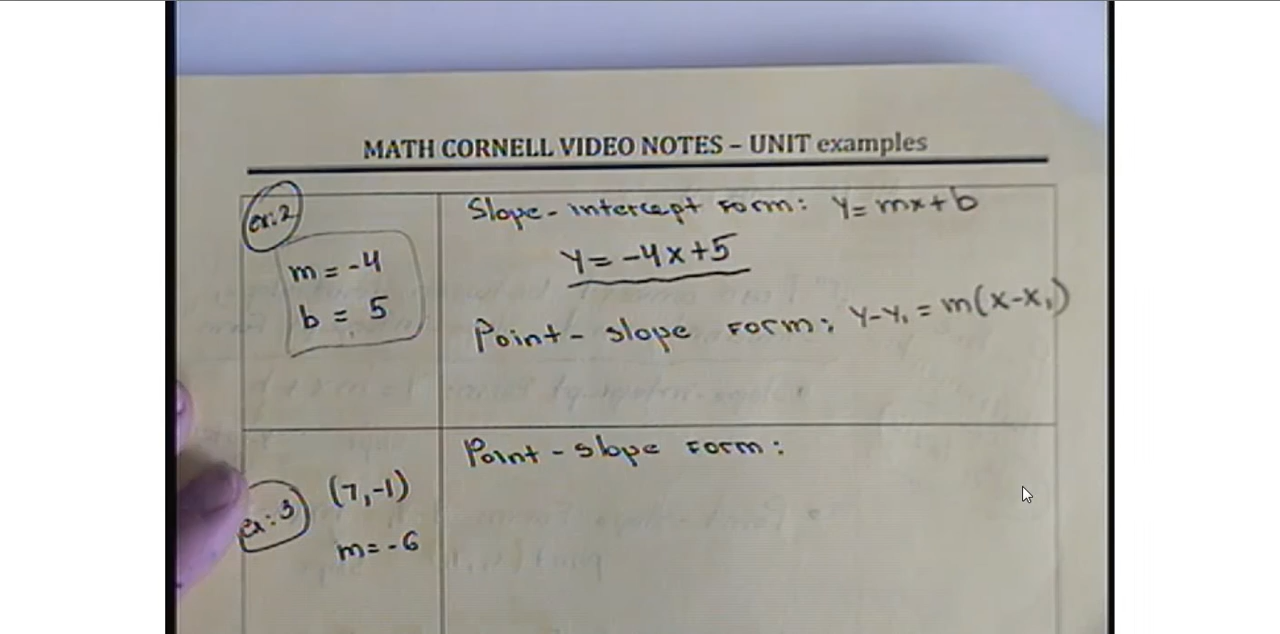 MATH CORNELL VIDEO NOTES – UNIT examples
ex:2
m = -4
b = 5
Slope-intercept Form: y = mx+b
y = -4x+5
Point-slope Form: y-y₁ = m(x-x₁)
ex:3
(7,-1)
m = -6
Point-slope Form: